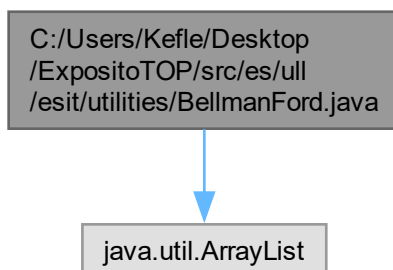 C:/Users/Kefle/Desktop
/ExpositoTOP/src/es/ull
/esit/utilities/BellmanFord.java
java.util.ArrayList